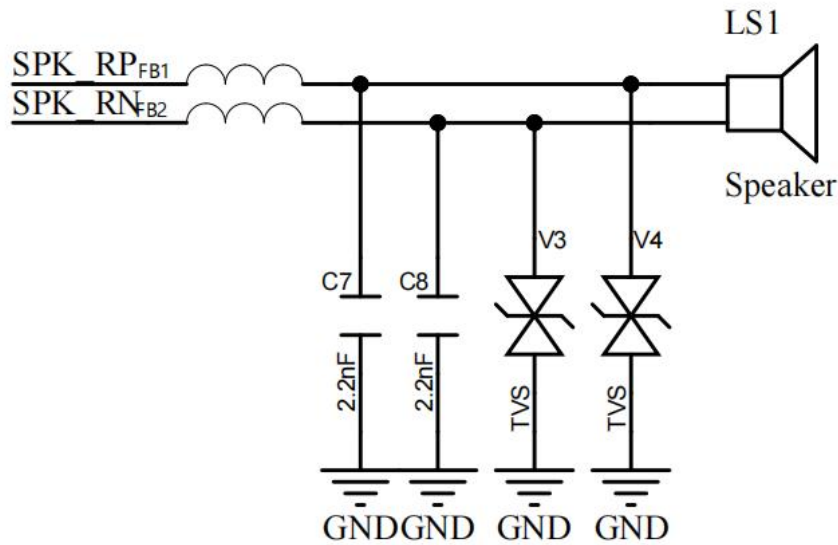 LS1
SPK_RP FB1
SPK_RN FB2
Speaker
V3 V4
C7 C8
2.2nF 2.2nF TVS TVS
GND GND GND GND